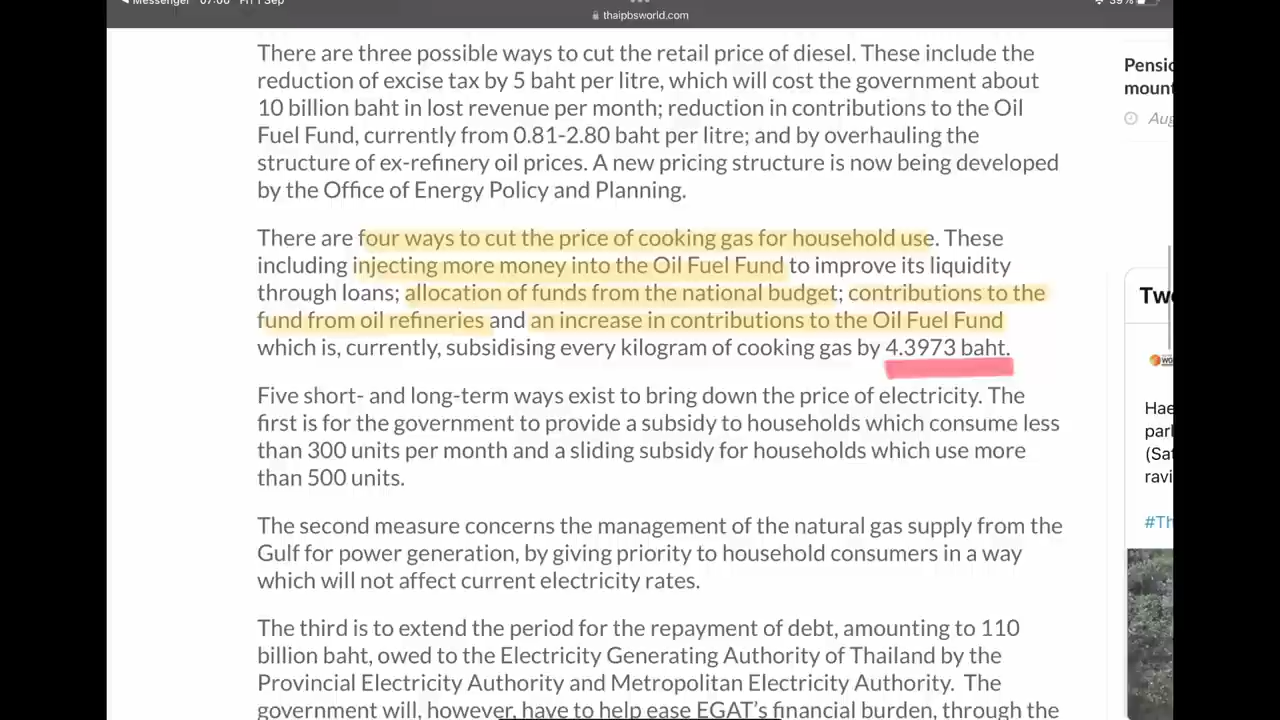 Messenger 07:06 Fri 1 Sep
39%
thaipbsworld.com
There are three possible ways to cut the retail price of diesel. These include the
reduction of excise tax by 5 baht per litre, which will cost the government about
10 billion baht in lost revenue per month; reduction in contributions to the Oil
Fuel Fund, currently from 0.81-2.80 baht per litre; and by overhauling the
structure of ex-refinery oil prices. A new pricing structure is now being developed
by the Office of Energy Policy and Planning.
There are four ways to cut the price of cooking gas for household use. These
including injecting more money into the Oil Fuel Fund to improve its liquidity
through loans; allocation of funds from the national budget; contributions to the
fund from oil refineries and an increase in contributions to the Oil Fuel Fund
which is, currently, subsidising every kilogram of cooking gas by 4.3973 baht.
Five short- and long-term ways exist to bring down the price of electricity. The
first is for the government to provide a subsidy to households which consume less
than 300 units per month and a sliding subsidy for households which use more
than 500 units.
The second measure concerns the management of the natural gas supply from the
Gulf for power generation, by giving priority to household consumers in a way
which will not affect current electricity rates.
The third is to extend the period for the repayment of debt, amounting to 110
billion baht, owed to the Electricity Generating Authority of Thailand by the
Provincial Electricity Authority and Metropolitan Electricity Authority. The
government will, however, have to help ease EGAT's financial burden, through the
Pensio
mount
Aug
Twe
Hae
parl
(Sat
ravi
#Th